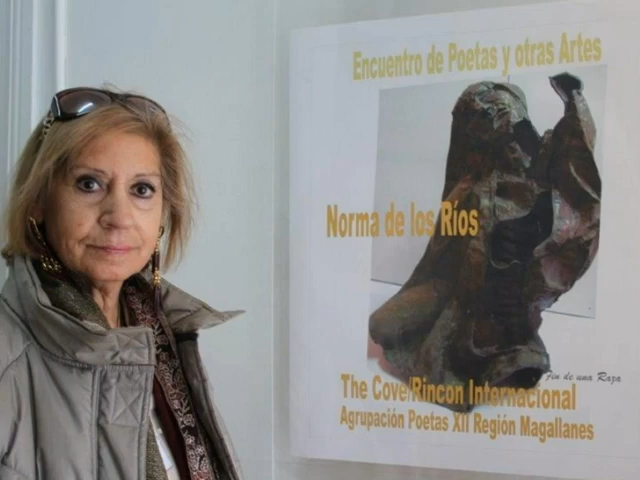 Encuentro de Poetas y otras Artes
Norma de los Ríos
Fin de una Raza
The Cove/Rincon Internacional
Agrupación Poetas XII Región Magallanes